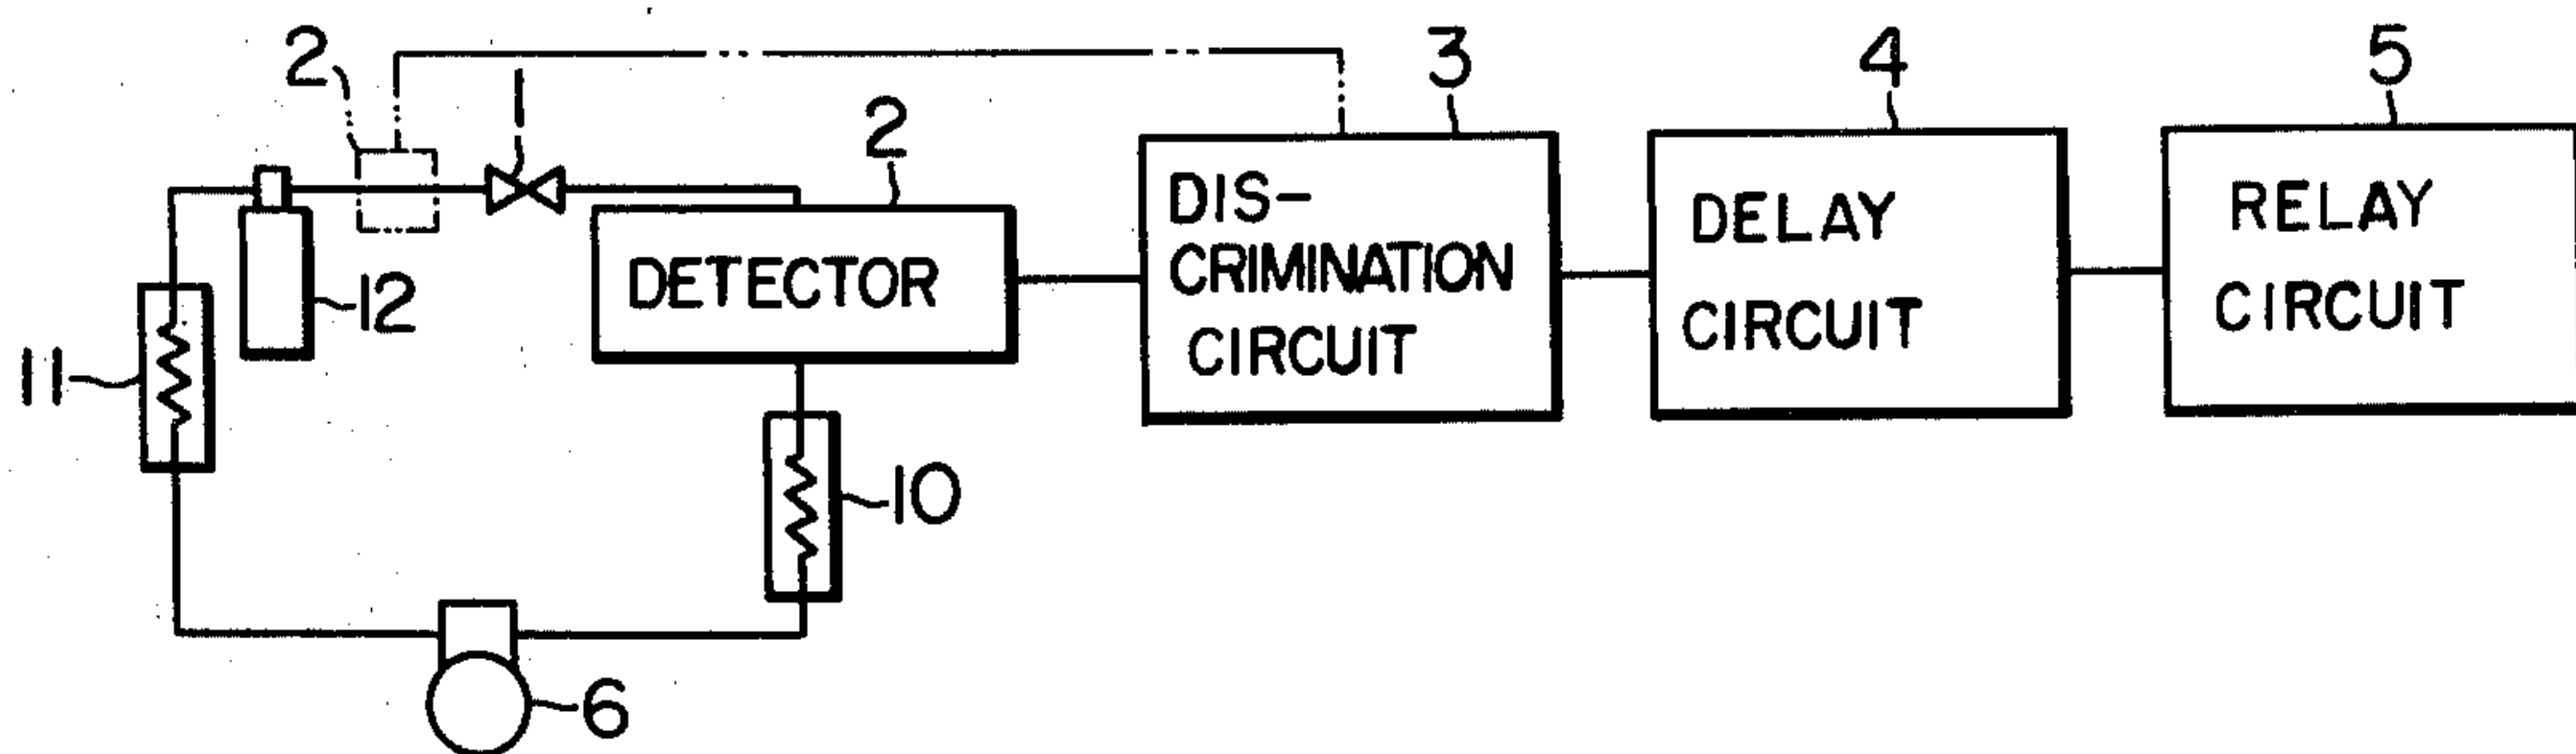 2
1
2
3
4
5
DETECTOR
DIS-
CRIMINATION
CIRCUIT
DELAY
CIRCUIT
RELAY
CIRCUIT
12
11
10
6